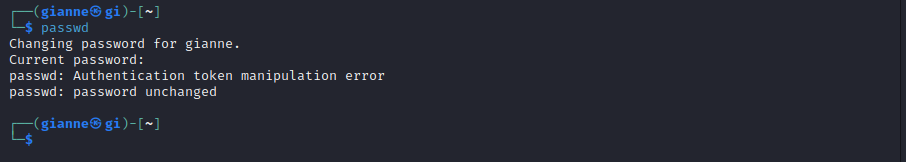 ┌──(gianne㉿gi)-[~]
└─$ passwd
Changing password for gianne.
Current password:
passwd: Authentication token manipulation error
passwd: password unchanged
┌──(gianne㉿gi)-[~]
└─$